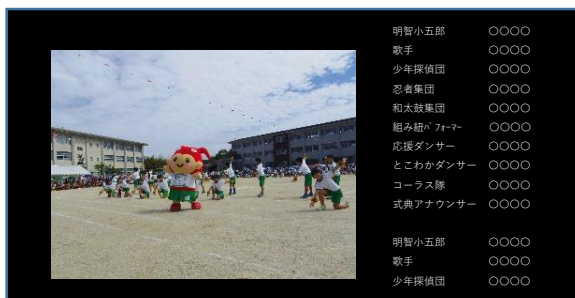 明智小五郎 〇〇〇〇
歌手 〇〇〇〇
少年探偵団 〇〇〇〇
忍者集団 〇〇〇〇
和太鼓集団 〇〇〇〇
組み紐ﾊﾟﾌｫｰﾏｰ 〇〇〇〇
応援ダンサー 〇〇〇〇
とこわかダンサー 〇〇〇〇
コーラス隊 〇〇〇〇
式典アナウンサー 〇〇〇〇
明智小五郎 〇〇〇〇
歌手 〇〇〇〇
少年探偵団 〇〇〇〇